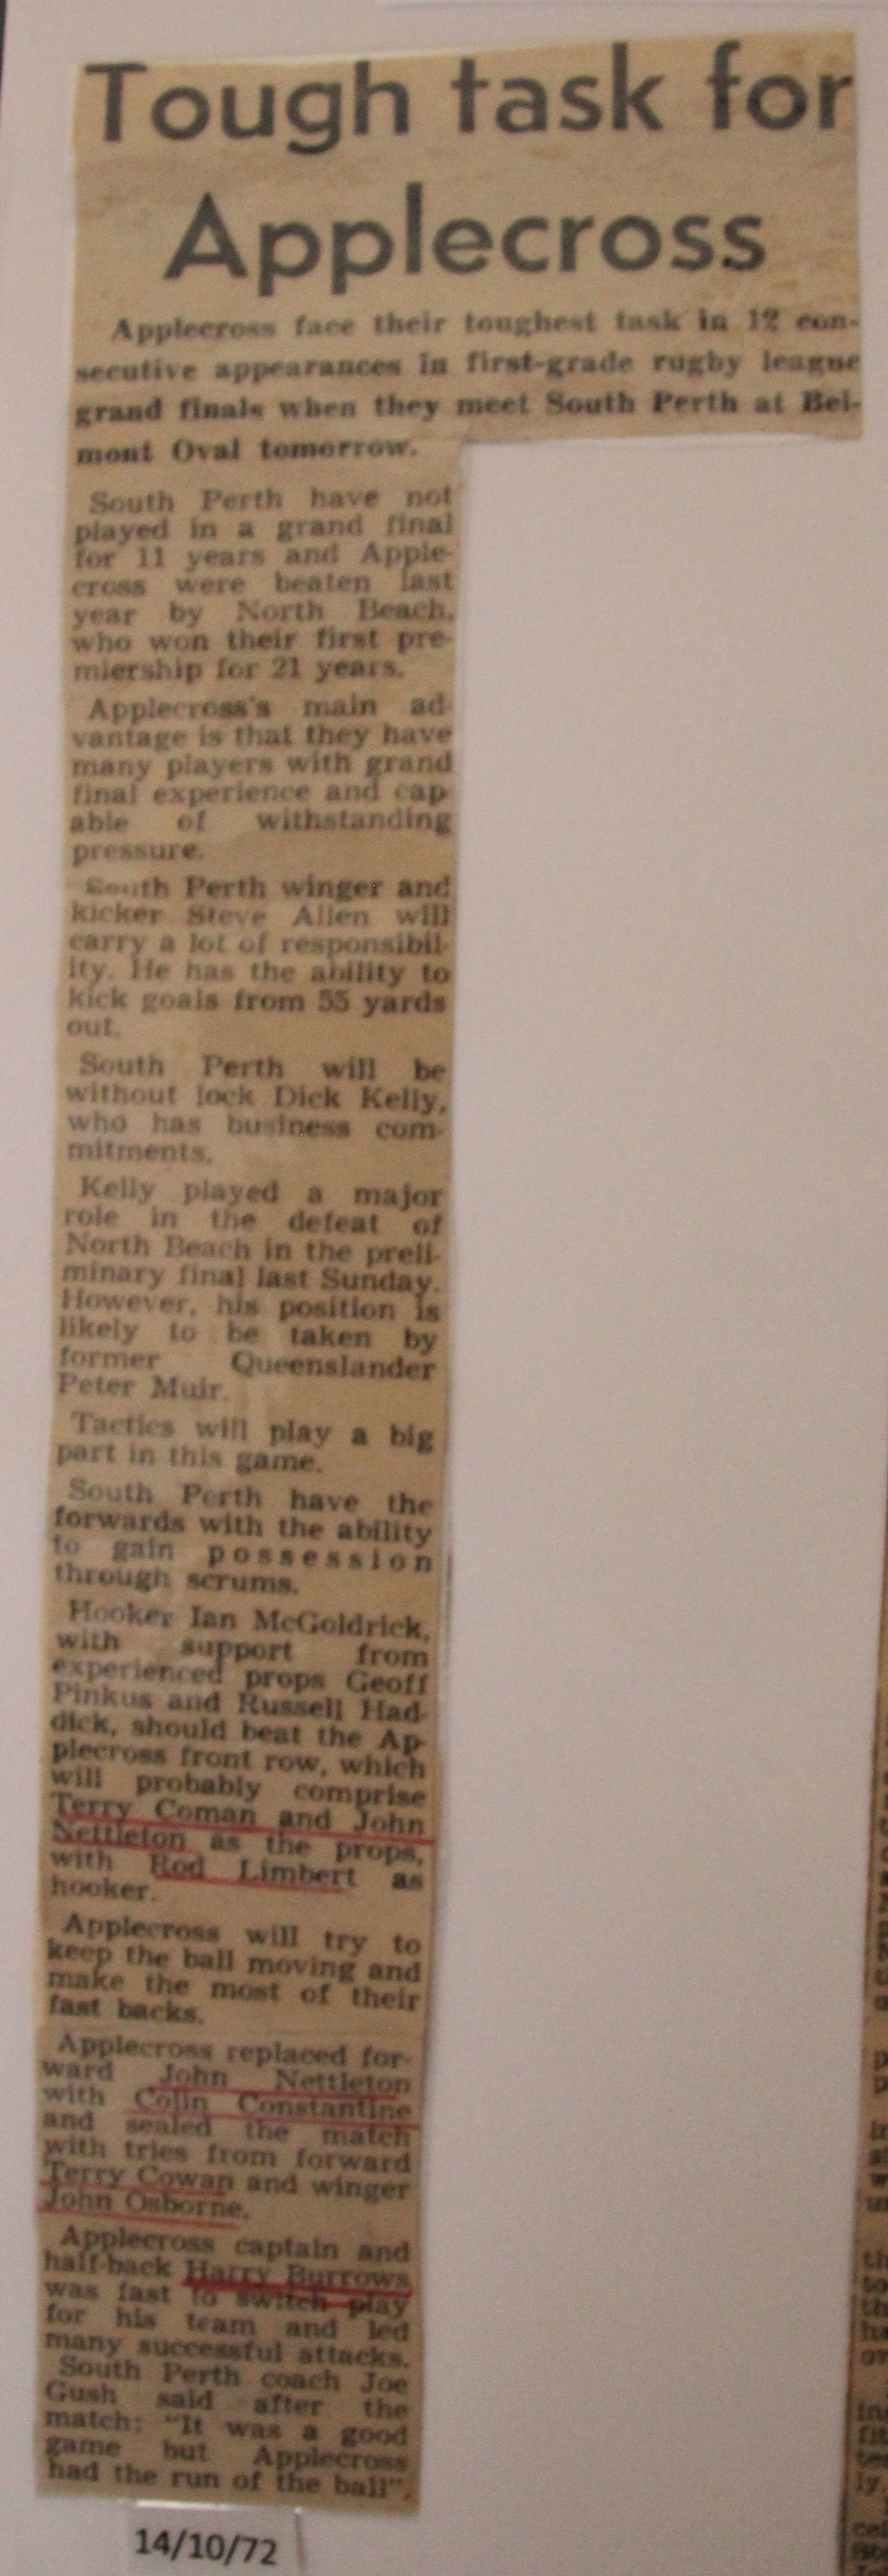 Tough task for
Applecross
Applecross face their toughest task in 12 con-
secutive appearances in first-grade rugby league
grand finals when they meet South Perth at Bel-
mont Oval tomorrow.
South Perth have not
played in a grand final
for 11 years and Apple-
cross were beaten last
year by North Beach,
who won their first pre-
miership for 21 years.
Applecross's main ad-
vantage is that they have
many players with grand
final experience and cap-
able of withstanding
pressure.
South Perth winger and
kicker Steve Allen will
carry a lot of responsibil-
ity. He has the ability to
kick goals from 55 yards
out.
South Perth will be
without lock Dick Kelly,
who has business com-
mitments.
Kelly played a major
role in the defeat of
North Beach in the preli-
minary final last Sunday.
However, his position is
likely to be taken by
former Queenslander
Peter Muir.
Tactics will play a big
part in this game.
South Perth have the
forwards with the ability
to gain possession
through scrums.
Hooker Ian McGoldrick,
with support from
experienced props Geoff
Pinkus and Russell Had-
dick, should beat the Ap-
plecross front row, which
will probably comprise
Terry Coman and John
Nettleton as the props,
with Rod Limbert as
hooker.
Applecross will try to
keep the ball moving and
make the most of their
fast backs.
Applecross replaced for-
ward John Nettleton
with Colin Constantine
and sealed the match
with tries from forward
Terry Cowan and winger
John Osborne.
Applecross captain and
half-back Harry Burrows
was fast to switch play
for his team and led
many successful attacks.
South Perth coach Joe
Gush said after the
match: "It was a good
game but Applecross
had the run of the ball".
14/10/72